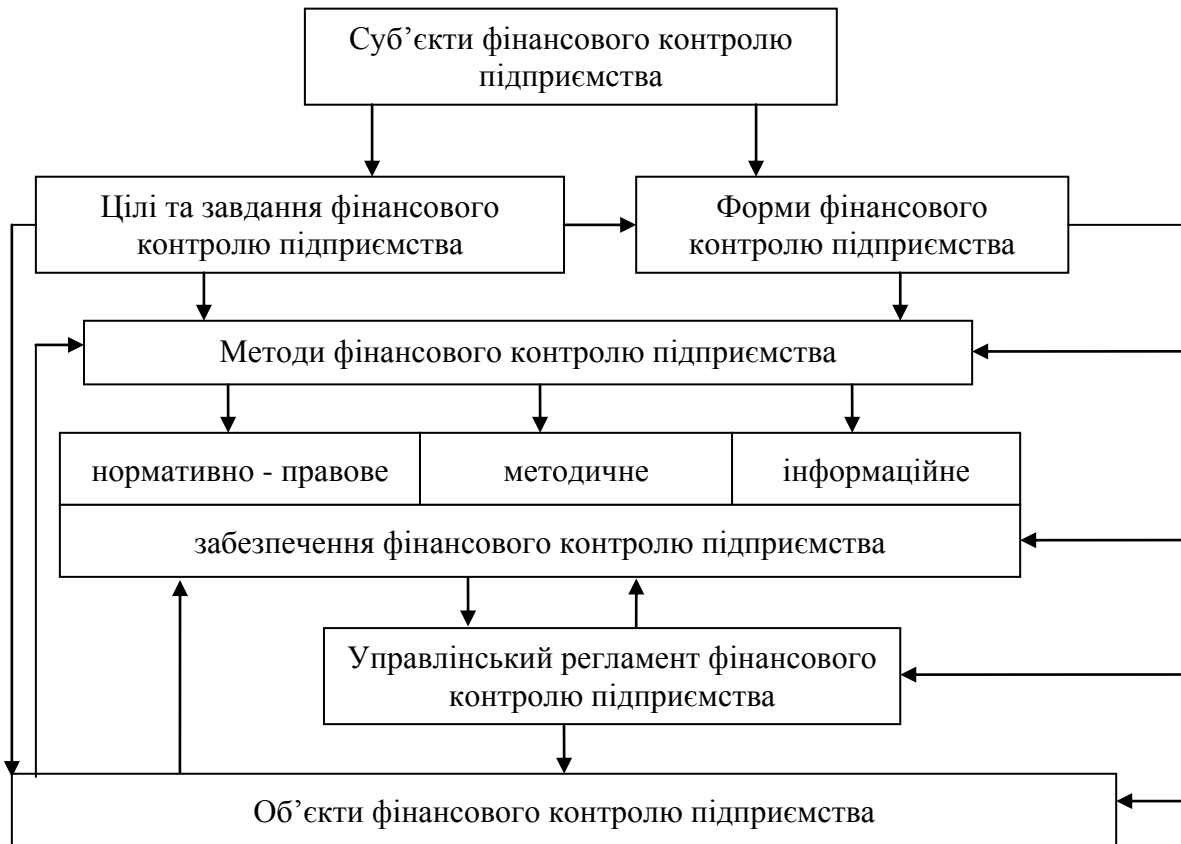 Суб’єкти фінансового контролю
підприємства
Цілі та завдання фінансового
контролю підприємства
Форми фінансового
контролю підприємства
Методи фінансового контролю підприємства
нормативно - правове
методичне
інформаційне
забезпечення фінансового контролю підприємства
Управлінський регламент фінансового
контролю підприємства
Об’єкти фінансового контролю підприємства